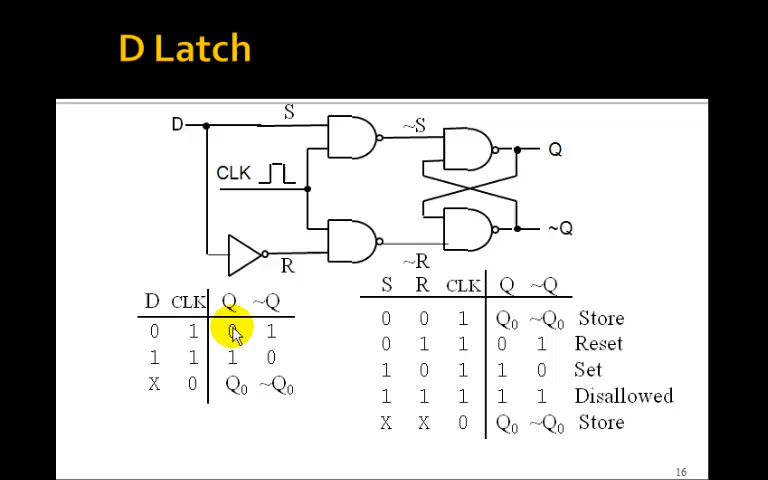 D Latch
D
S
~S
Q
CLK
~Q
R
~R
D CLK Q ~Q
0 1 0 1
1 1 1 0
X 0 Q₀ ~Q₀
S R CLK Q ~Q
0 0 1 Q₀ ~Q₀ Store
0 1 1 0 1 Reset
1 0 1 1 0 Set
1 1 1 1 1 Disallowed
X X 0 Q₀ ~Q₀ Store
16